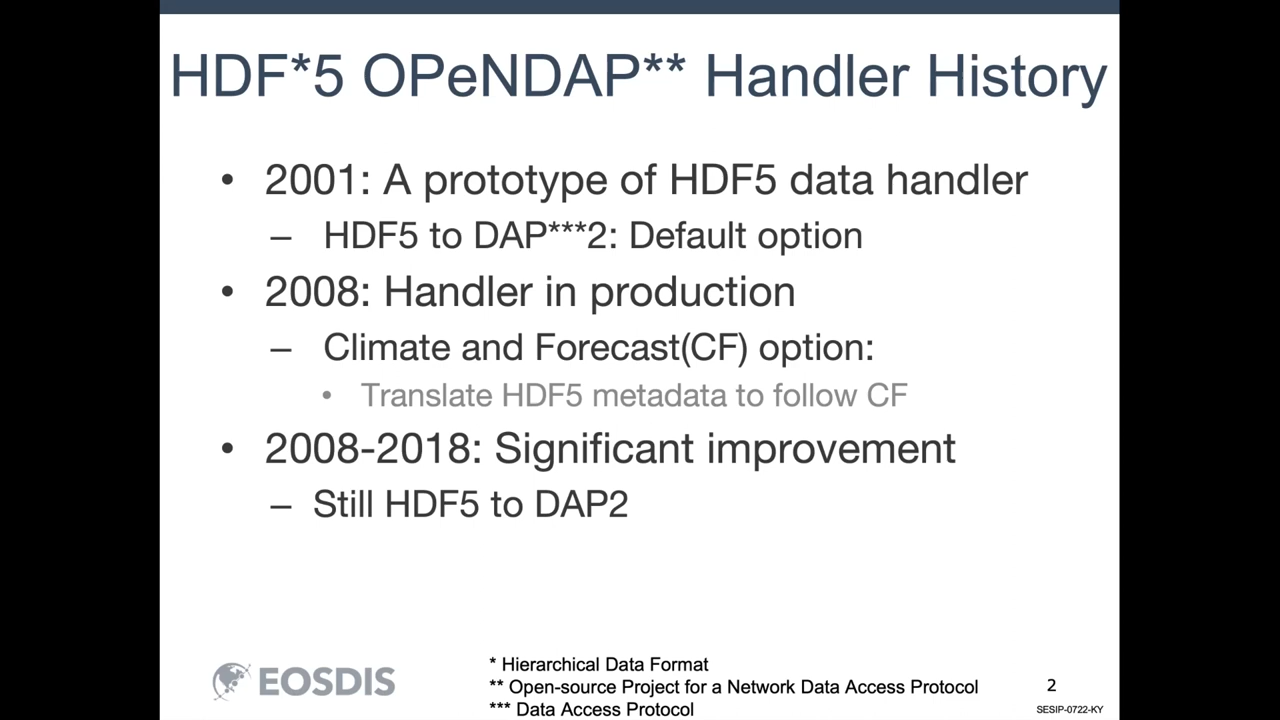 HDF*5 OPeNDAP** Handler History
• 2001: A prototype of HDF5 data handler
– HDF5 to DAP***2: Default option
• 2008: Handler in production
– Climate and Forecast(CF) option:
• Translate HDF5 metadata to follow CF
• 2008-2018: Significant improvement
– Still HDF5 to DAP2
EOSDIS
* Hierarchical Data Format
** Open-source Project for a Network Data Access Protocol
*** Data Access Protocol
2
SESIP-0722-KY